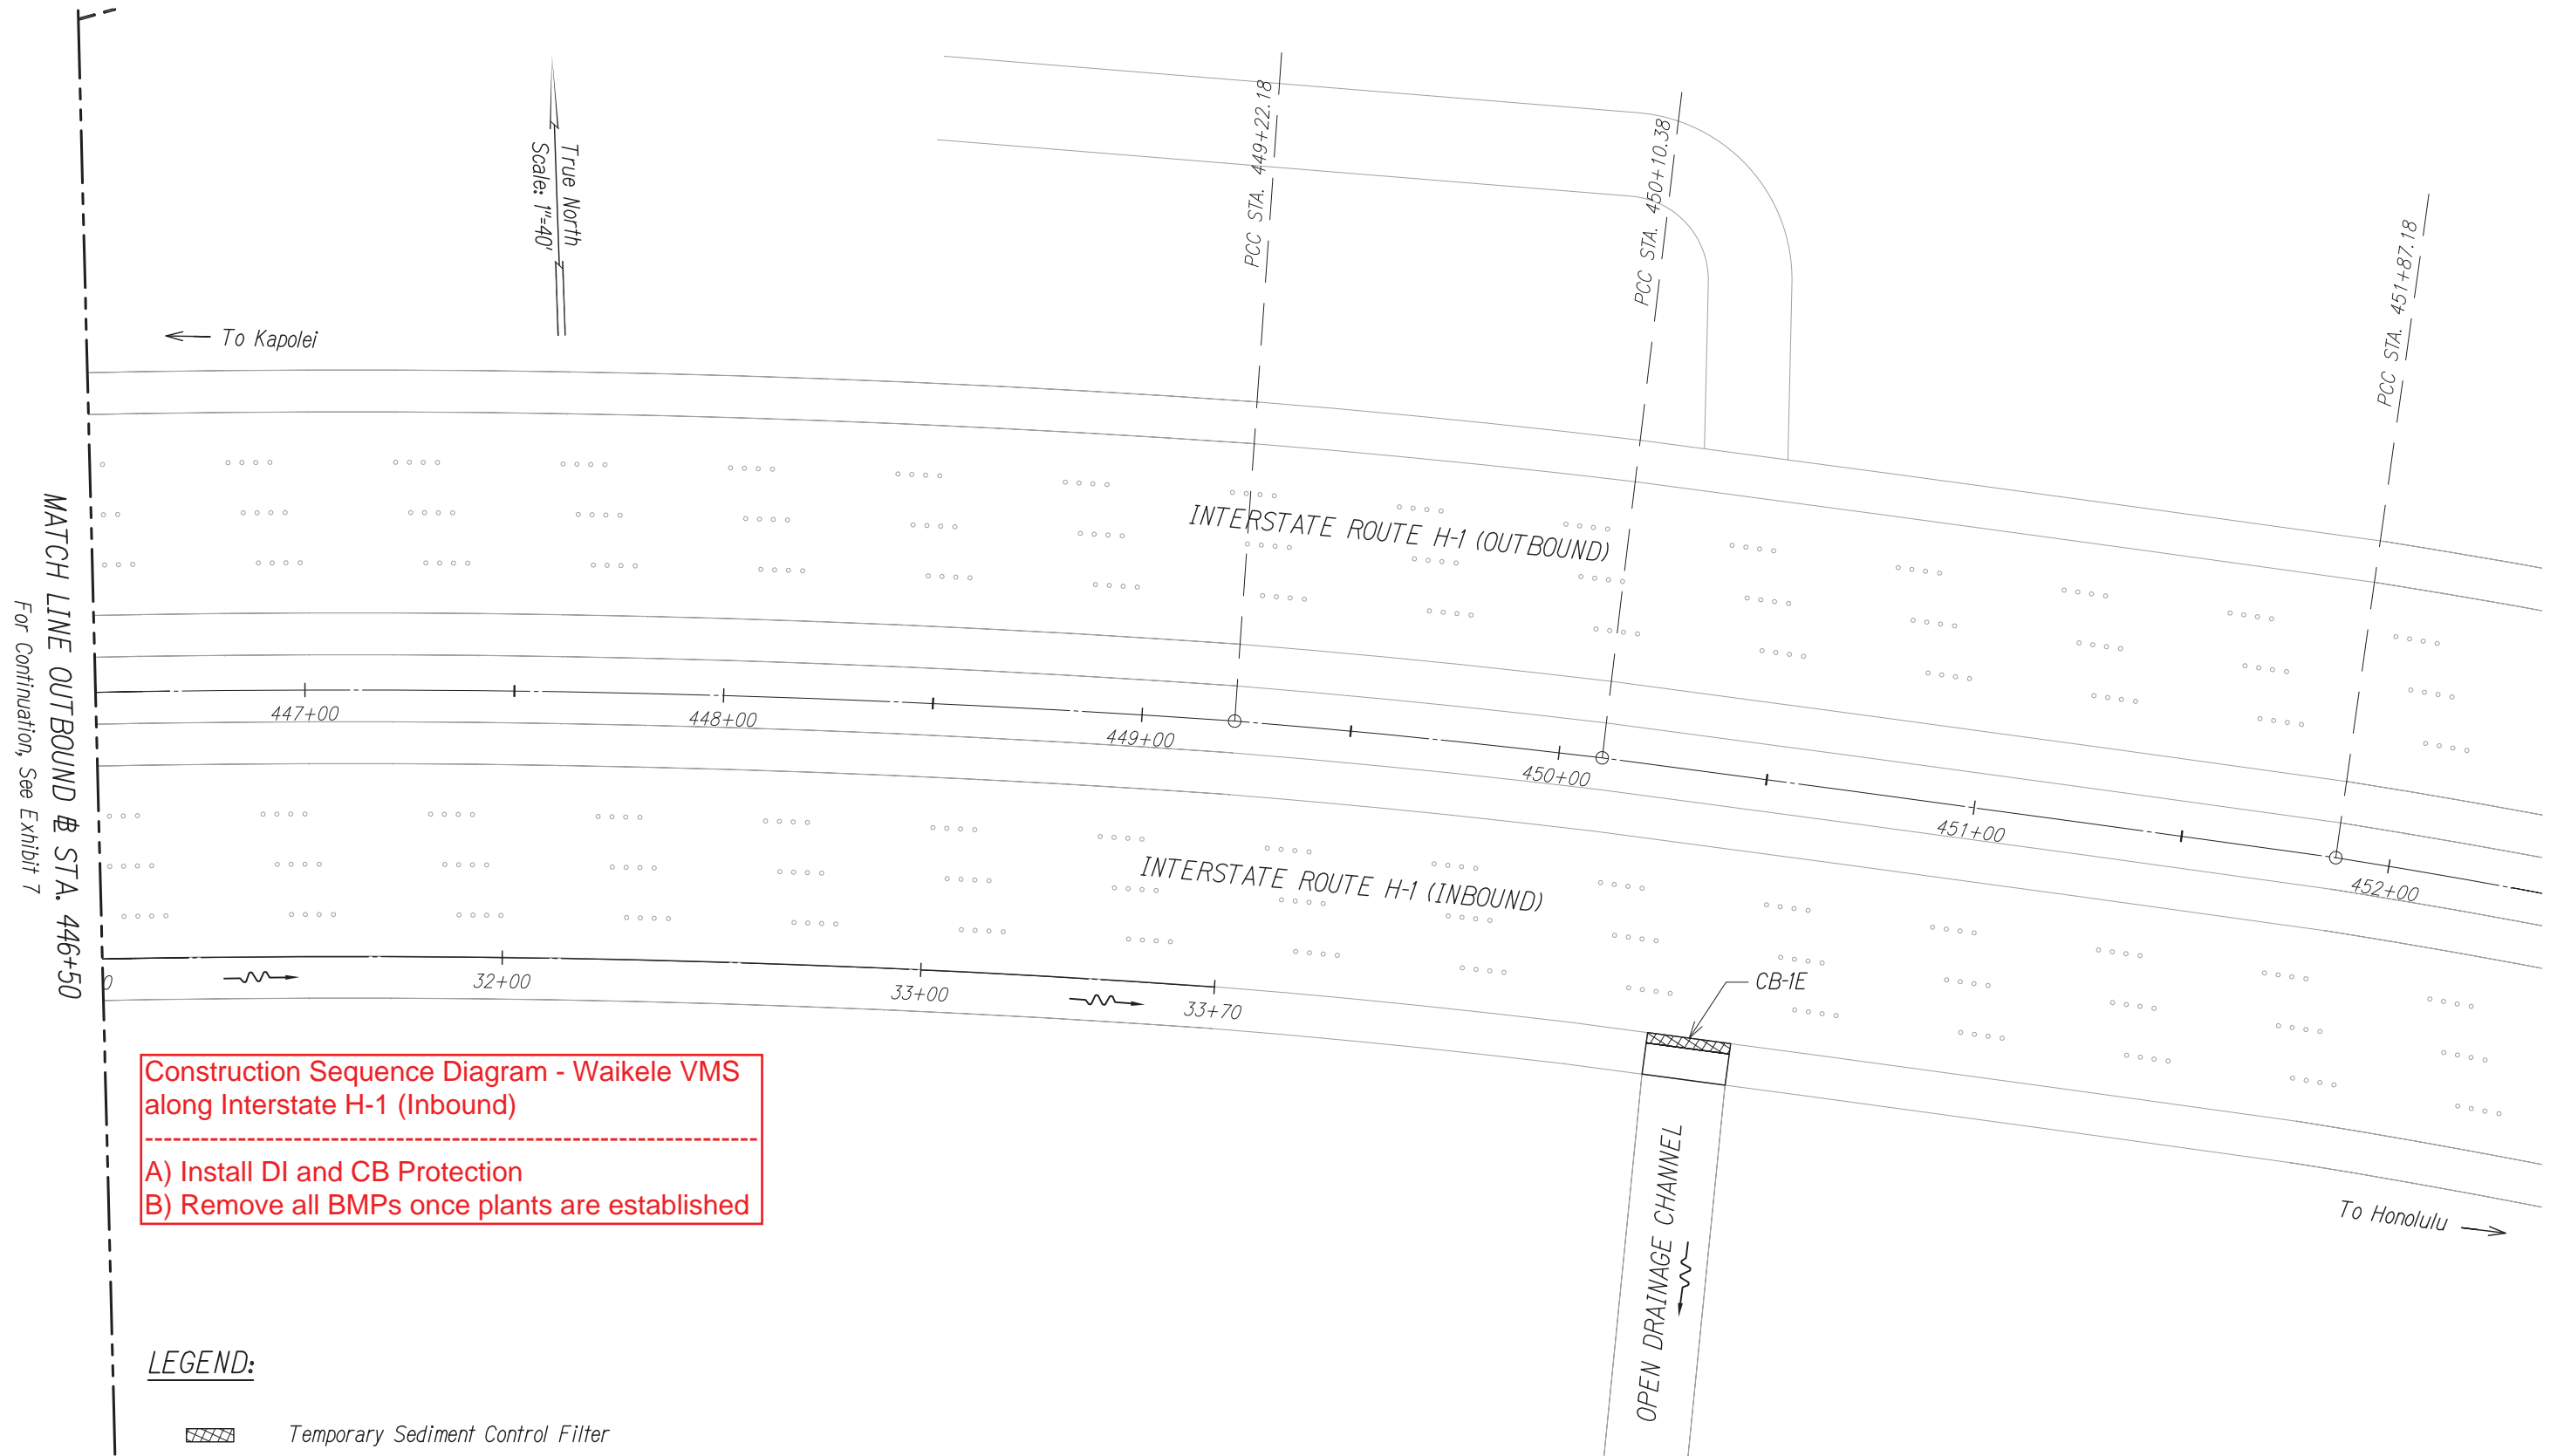 True North
Scale: 1"=40'
PCC STA. 449+22.18
PCC STA. 450+10.38
PCC STA. 451+87.18
To Kapolei
INTERSTATE ROUTE H-1 (OUTBOUND)
MATCH LINE OUTBOUND ℄ STA. 446+50
For Continuation, See Exhibit 7
447+00
448+00
449+00
450+00
451+00
452+00
INTERSTATE ROUTE H-1 (INBOUND)
0
32+00
33+00
33+70
CB-1E
Construction Sequence Diagram - Waikele VMS
along Interstate H-1 (Inbound)
A) Install DI and CB Protection
B) Remove all BMPs once plants are established
OPEN DRAINAGE CHANNEL
To Honolulu
LEGEND:
Temporary Sediment Control Filter